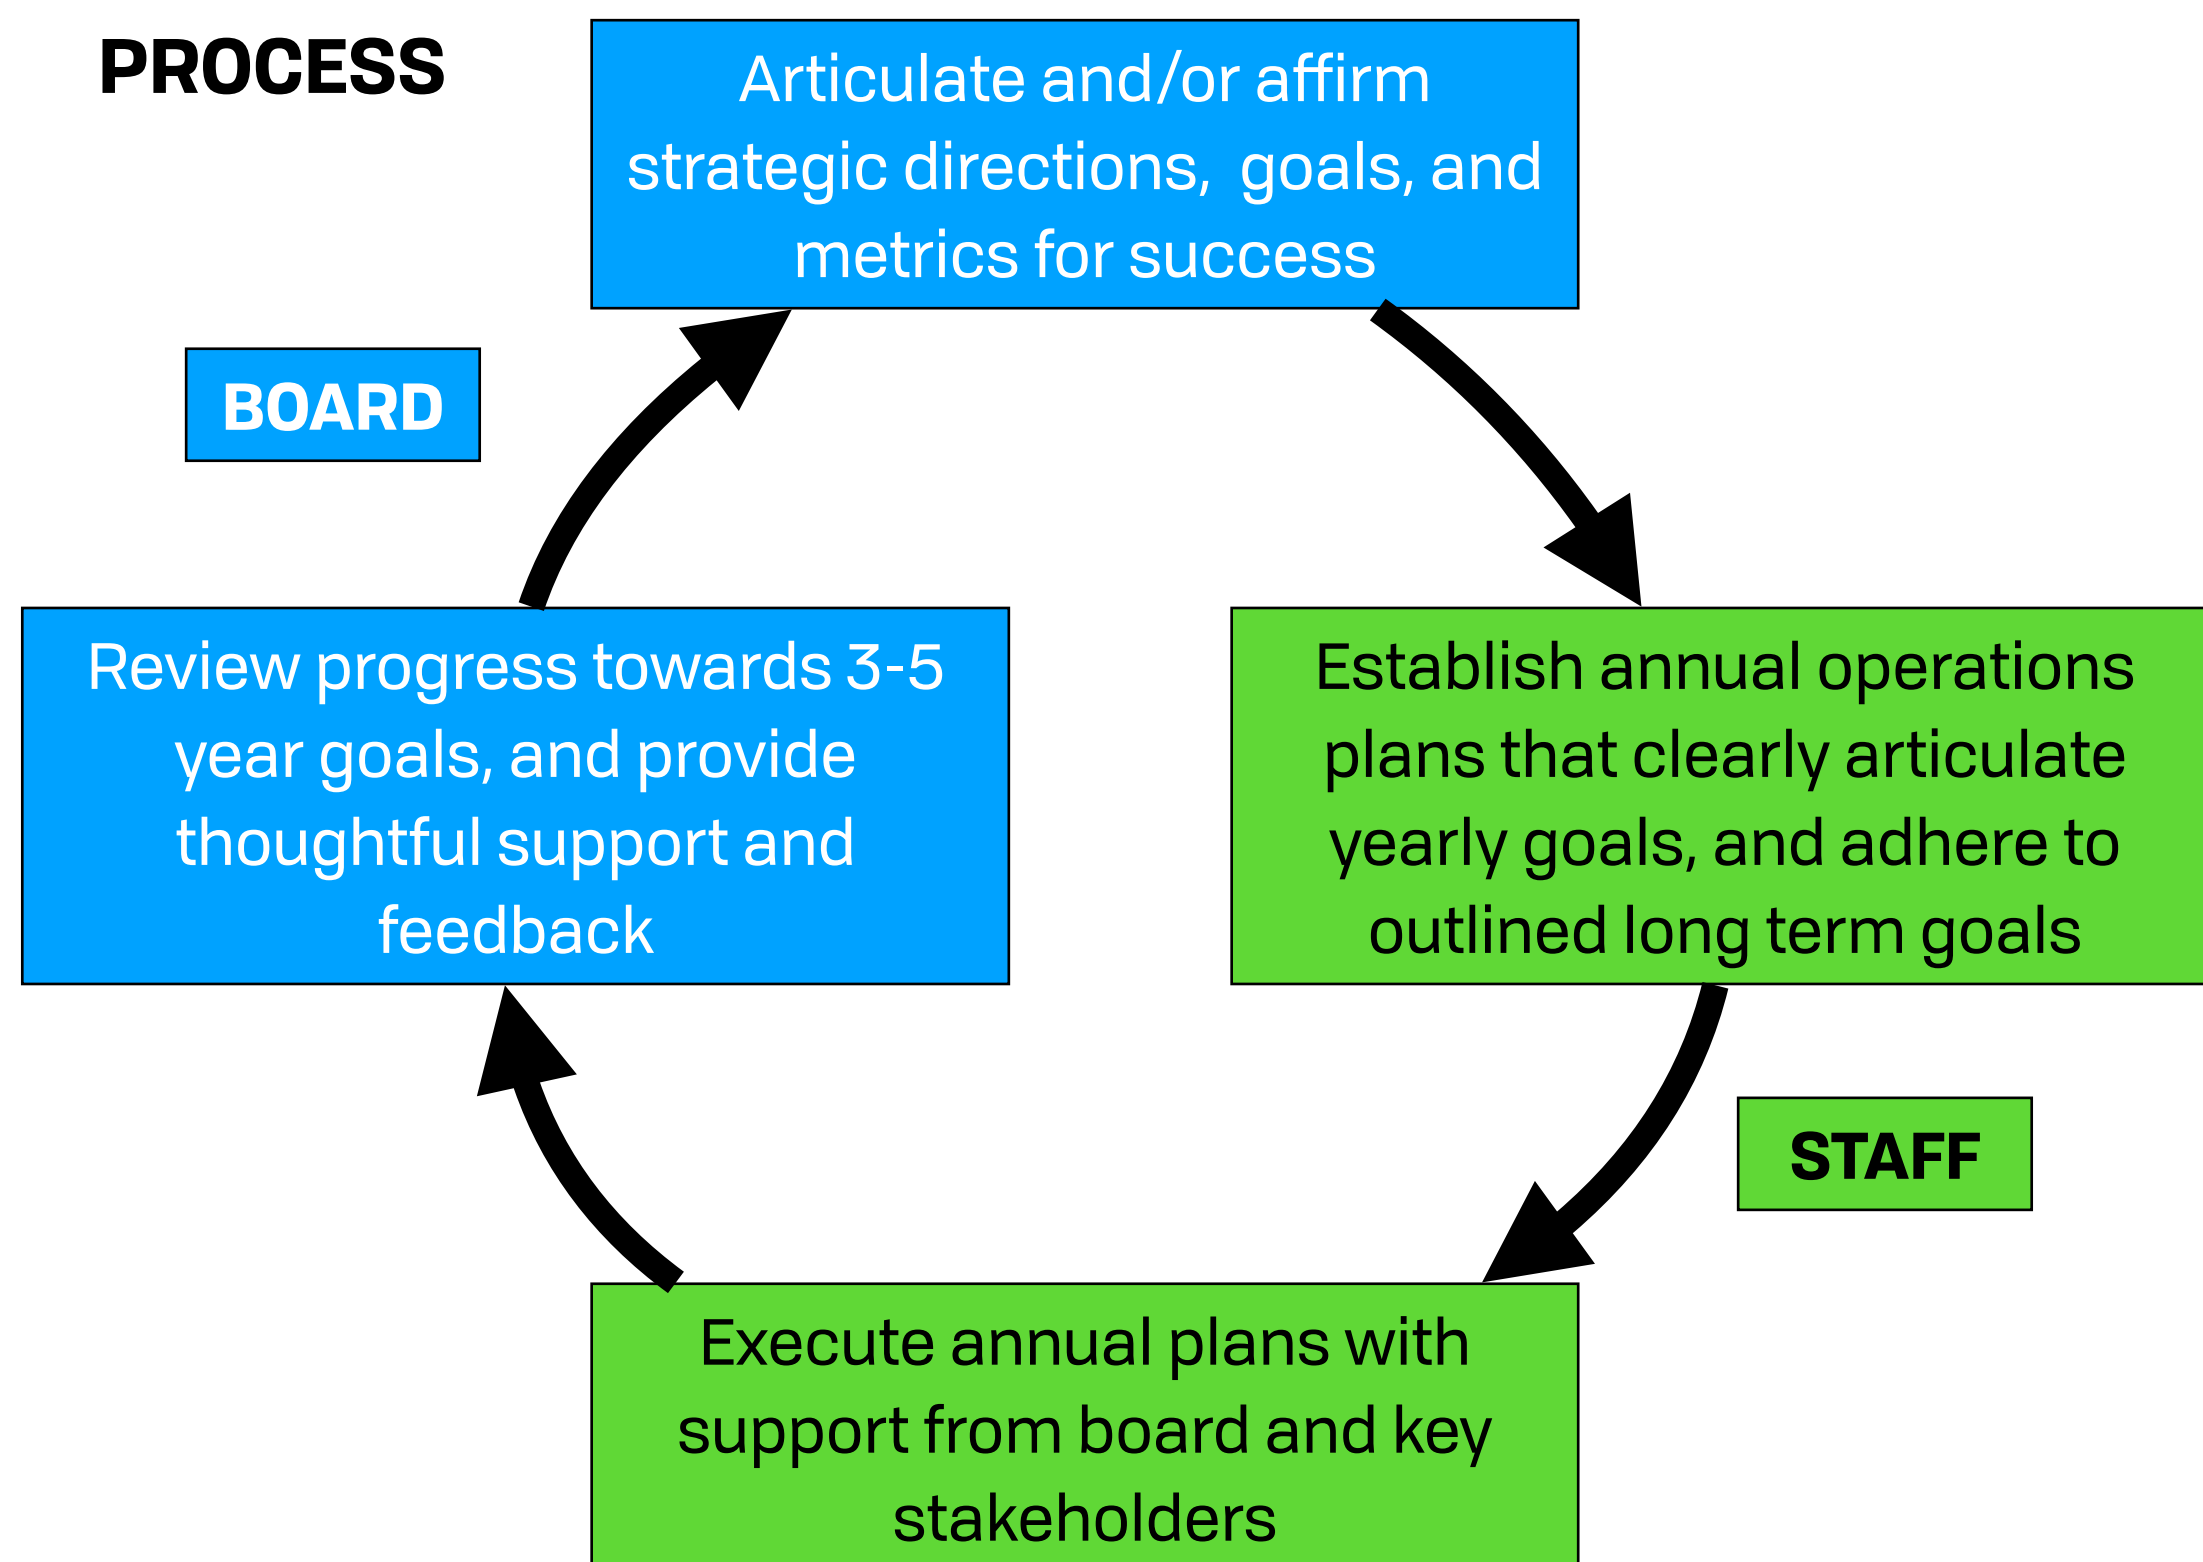 PROCESS
Articulate and/or affirm
strategic directions,  goals, and
metrics for success
BOARD
Review progress towards 3-5
year goals, and provide
thoughtful support and
feedback
Establish annual operations
plans that clearly articulate
yearly goals, and adhere to
outlined long term goals
STAFF
Execute annual plans with
support from board and key
stakeholders